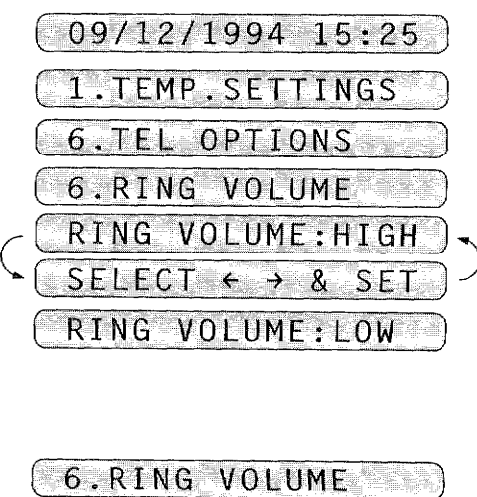 09/12/1994 15:25
1.TEMP.SETTINGS
6.TEL OPTIONS
6.RING VOLUME
RING VOLUME:HIGH
SELECT ← → & SET
RING VOLUME:LOW
6.RING VOLUME